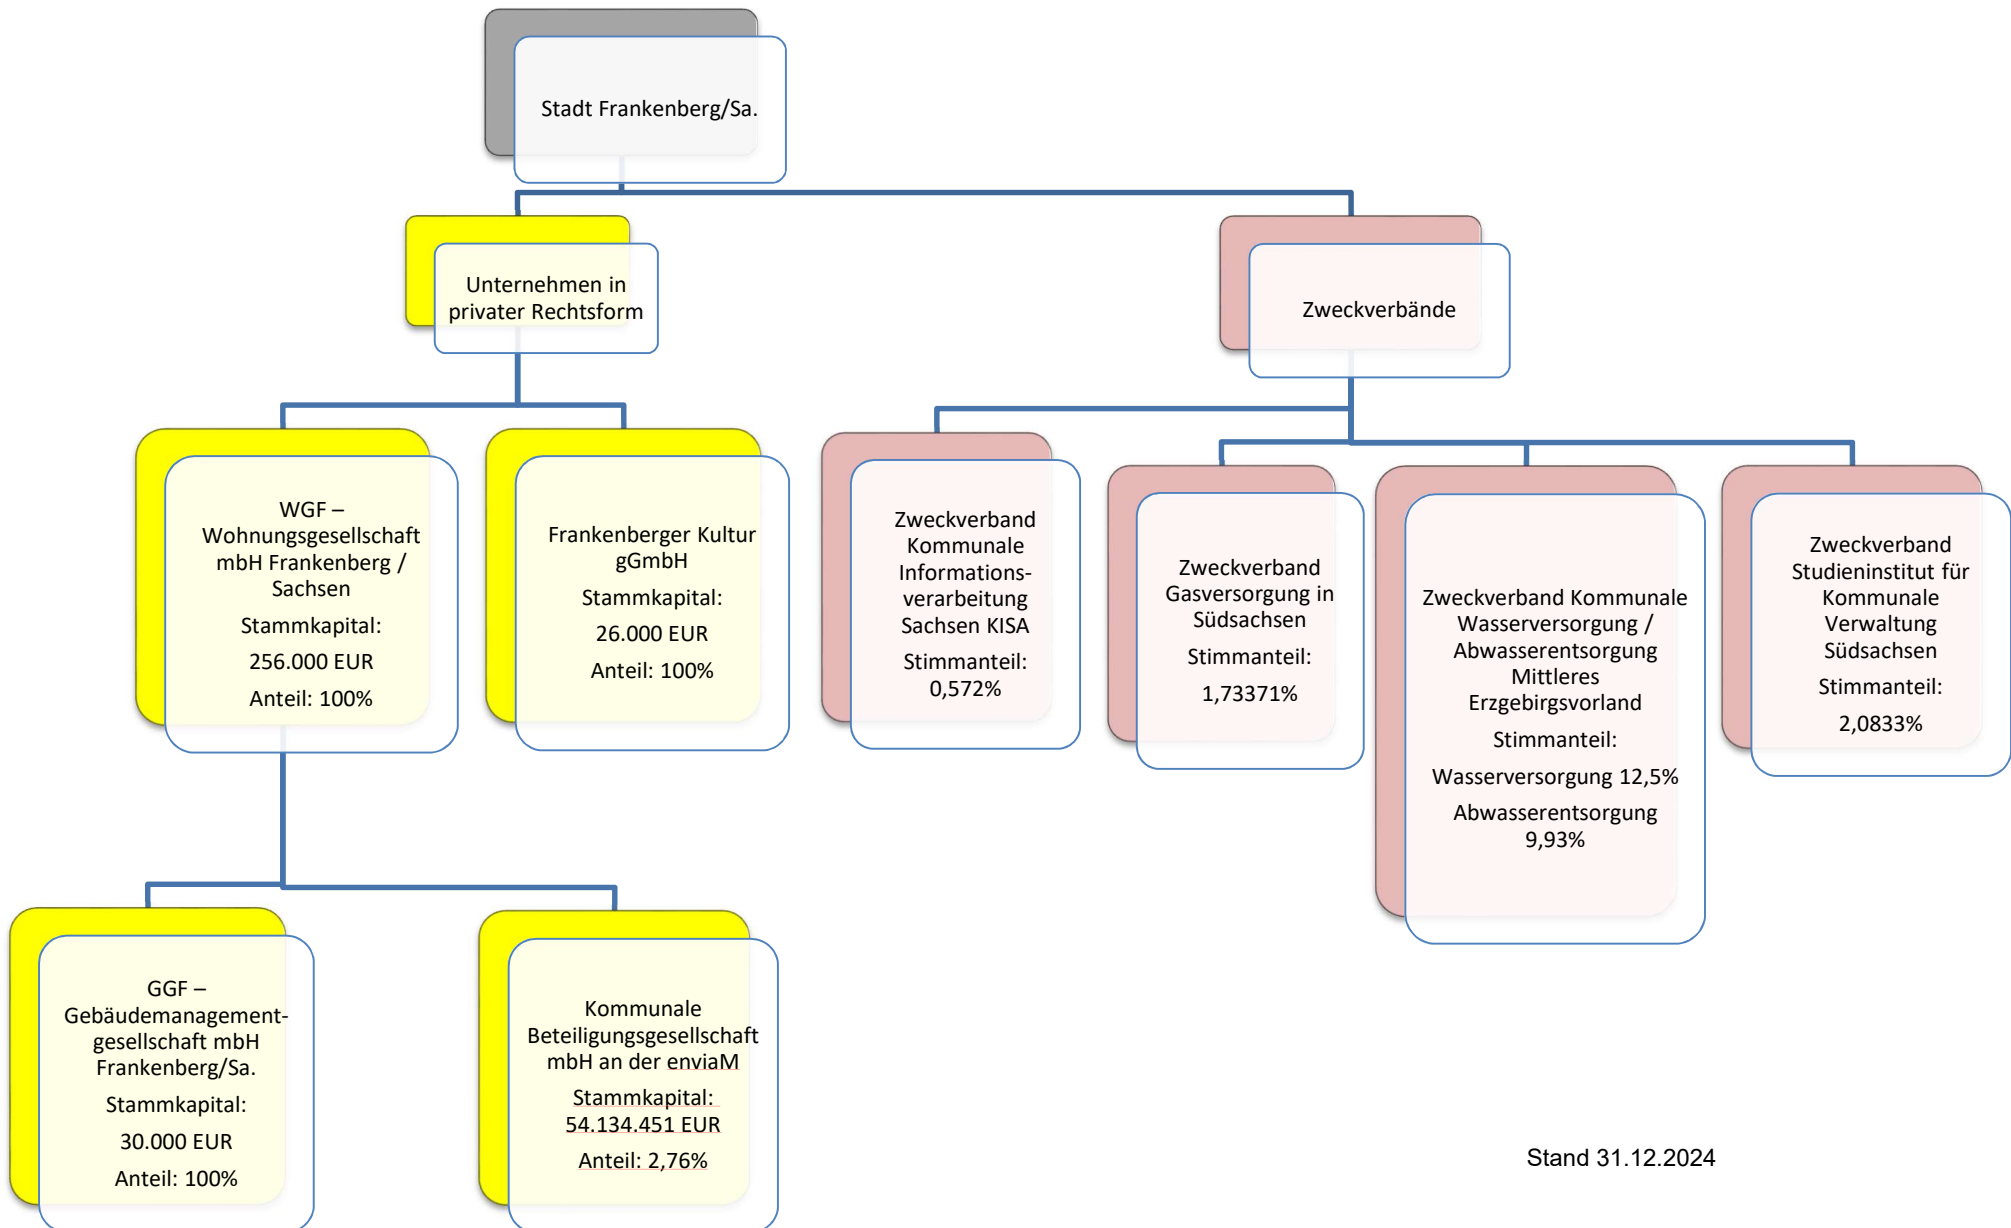 Stadt Frankenberg/Sa.
Unternehmen in
privater Rechtsform
Zweckverbände
WGF –
Wohnungsgesellschaft
mbH Frankenberg /
Sachsen
Stammkapital:
256.000 EUR
Anteil: 100%
Frankenberger Kultur
gGmbH
Stammkapital:
26.000 EUR
Anteil: 100%
Zweckverband
Kommunale
Informations-
verarbeitung
Sachsen KISA
Stimmanteil:
0,572%
Zweckverband
Gasversorgung in
Südsachsen
Stimmanteil:
1,73371%
Zweckverband Kommunale
Wasserversorgung /
Abwasserentsorgung
Mittleres
Erzgebirgsvorland
Stimmanteil:
Wasserversorgung 12,5%
Abwasserentsorgung
9,93%
Zweckverband
Studieninstitut für
Kommunale
Verwaltung
Südsachsen
Stimmanteil:
2,0833%
GGF –
Gebäudemanagement-
gesellschaft mbH
Frankenberg/Sa.
Stammkapital:
30.000 EUR
Anteil: 100%
Kommunale
Beteiligungsgesellschaft
mbH an der enviaM
Stammkapital:
54.134.451 EUR
Anteil: 2,76%
Stand 31.12.2024